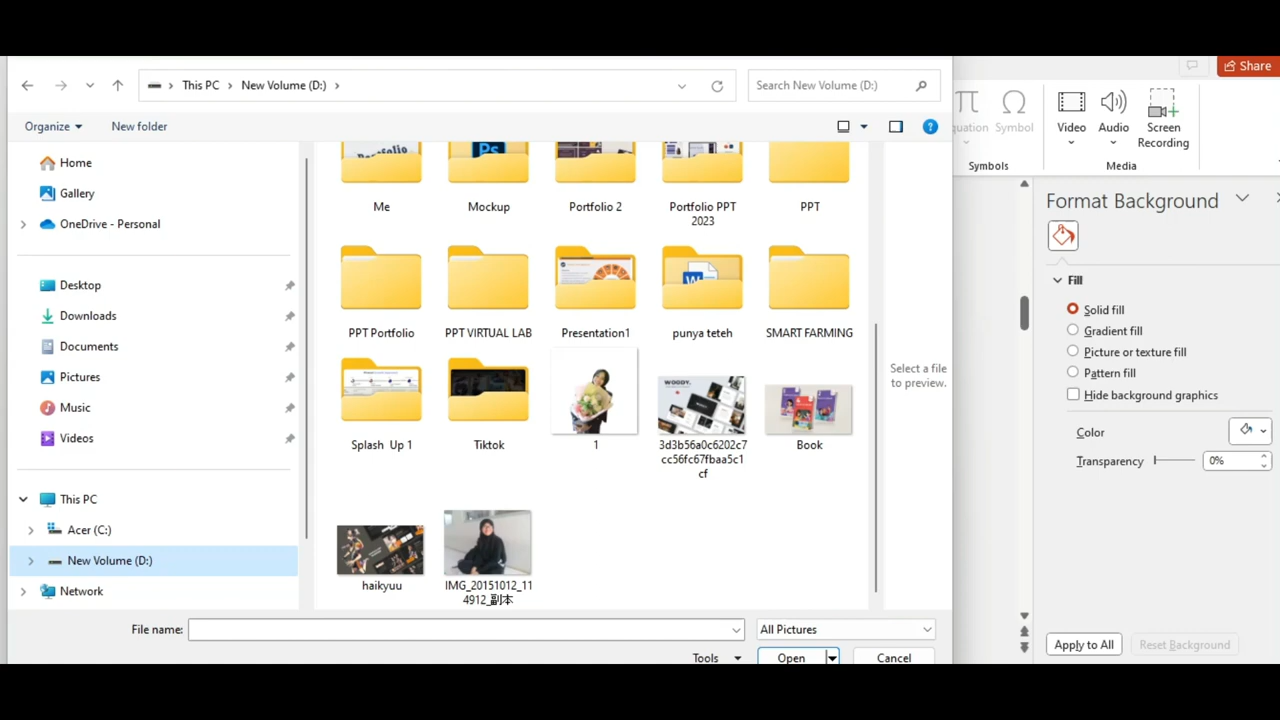 Share
This PC
New Volume (D:)
Search New Volume (D:)
Organize
New folder
Home
Gallery
OneDrive - Personal
Desktop
Downloads
Documents
Pictures
Music
Videos
This PC
Acer (C:)
New Volume (D:)
Network
Portfolio
Ps
Me
Mockup
Portfolio 2
Portfolio PPT
2023
PPT
PPT Portfolio
PPT VIRTUAL LAB
Presentation1
W
punya teteh
SMART FARMING
Splash Up 1
Tiktok
1
WOODY.
3d3b56a0c6202c7
cc56fc67fbaa5c1
cf
Book
haikyuu
IMG_20151012_11
4912_副本
Select a file
to preview.
File name:
All Pictures
Tools
Open
Cancel
quation
Symbol
Symbols
Video
Audio
Screen
Recording
Media
Format Background
Fill
Solid fill
Gradient fill
Picture or texture fill
Pattern fill
Hide background graphics
Color
Transparency
0%
Apply to All
Reset Background